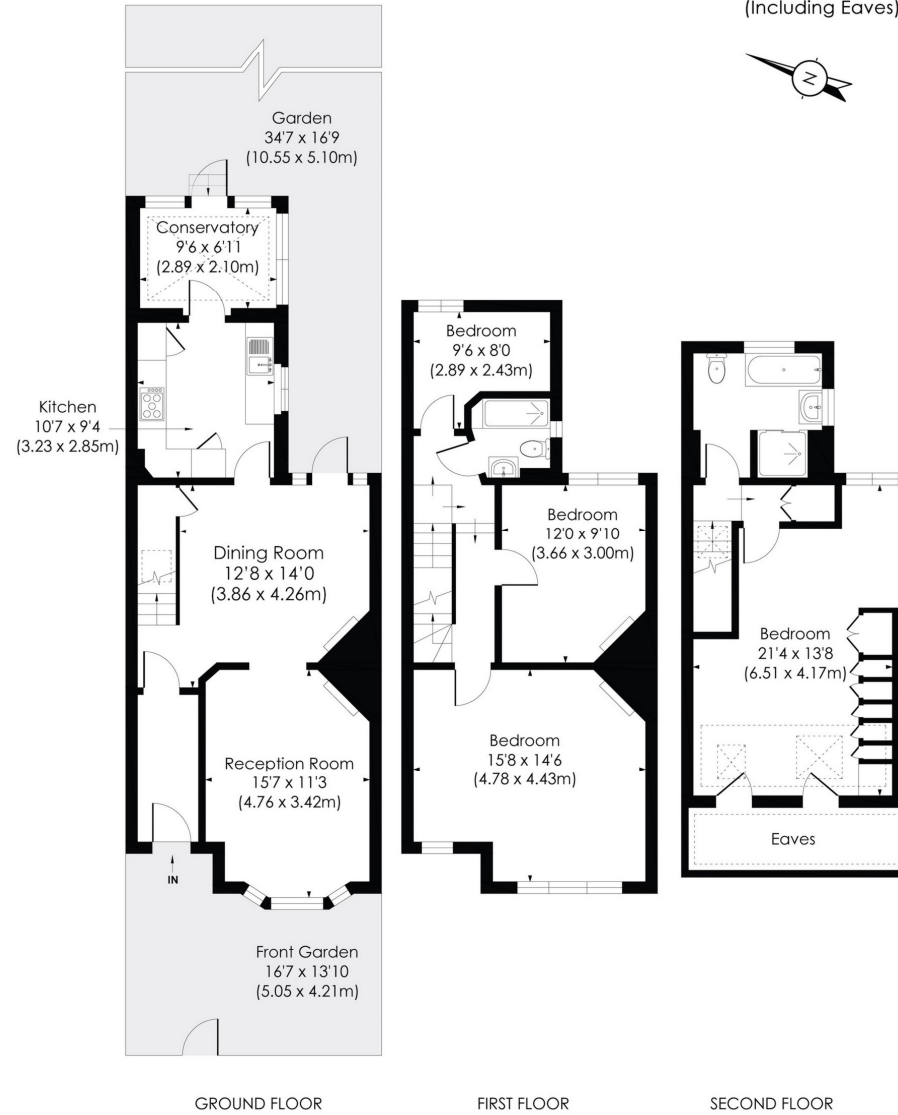 (Including Eaves)
N
Garden
34'7 x 16'9
(10.55 x 5.10m)
Conservatory
9'6 x 6'11
(2.89 x 2.10m)
Kitchen
10'7 x 9'4
(3.23 x 2.85m)
Dining Room
12'8 x 14'0
(3.86 x 4.26m)
Reception Room
15'7 x 11'3
(4.76 x 3.42m)
IN
Front Garden
16'7 x 13'10
(5.05 x 4.21m)
GROUND FLOOR
Bedroom
9'6 x 8'0
(2.89 x 2.43m)
Bedroom
12'0 x 9'10
(3.66 x 3.00m)
Bedroom
15'8 x 14'6
(4.78 x 4.43m)
FIRST FLOOR
Bedroom
21'4 x 13'8
(6.51 x 4.17m)
Eaves
SECOND FLOOR